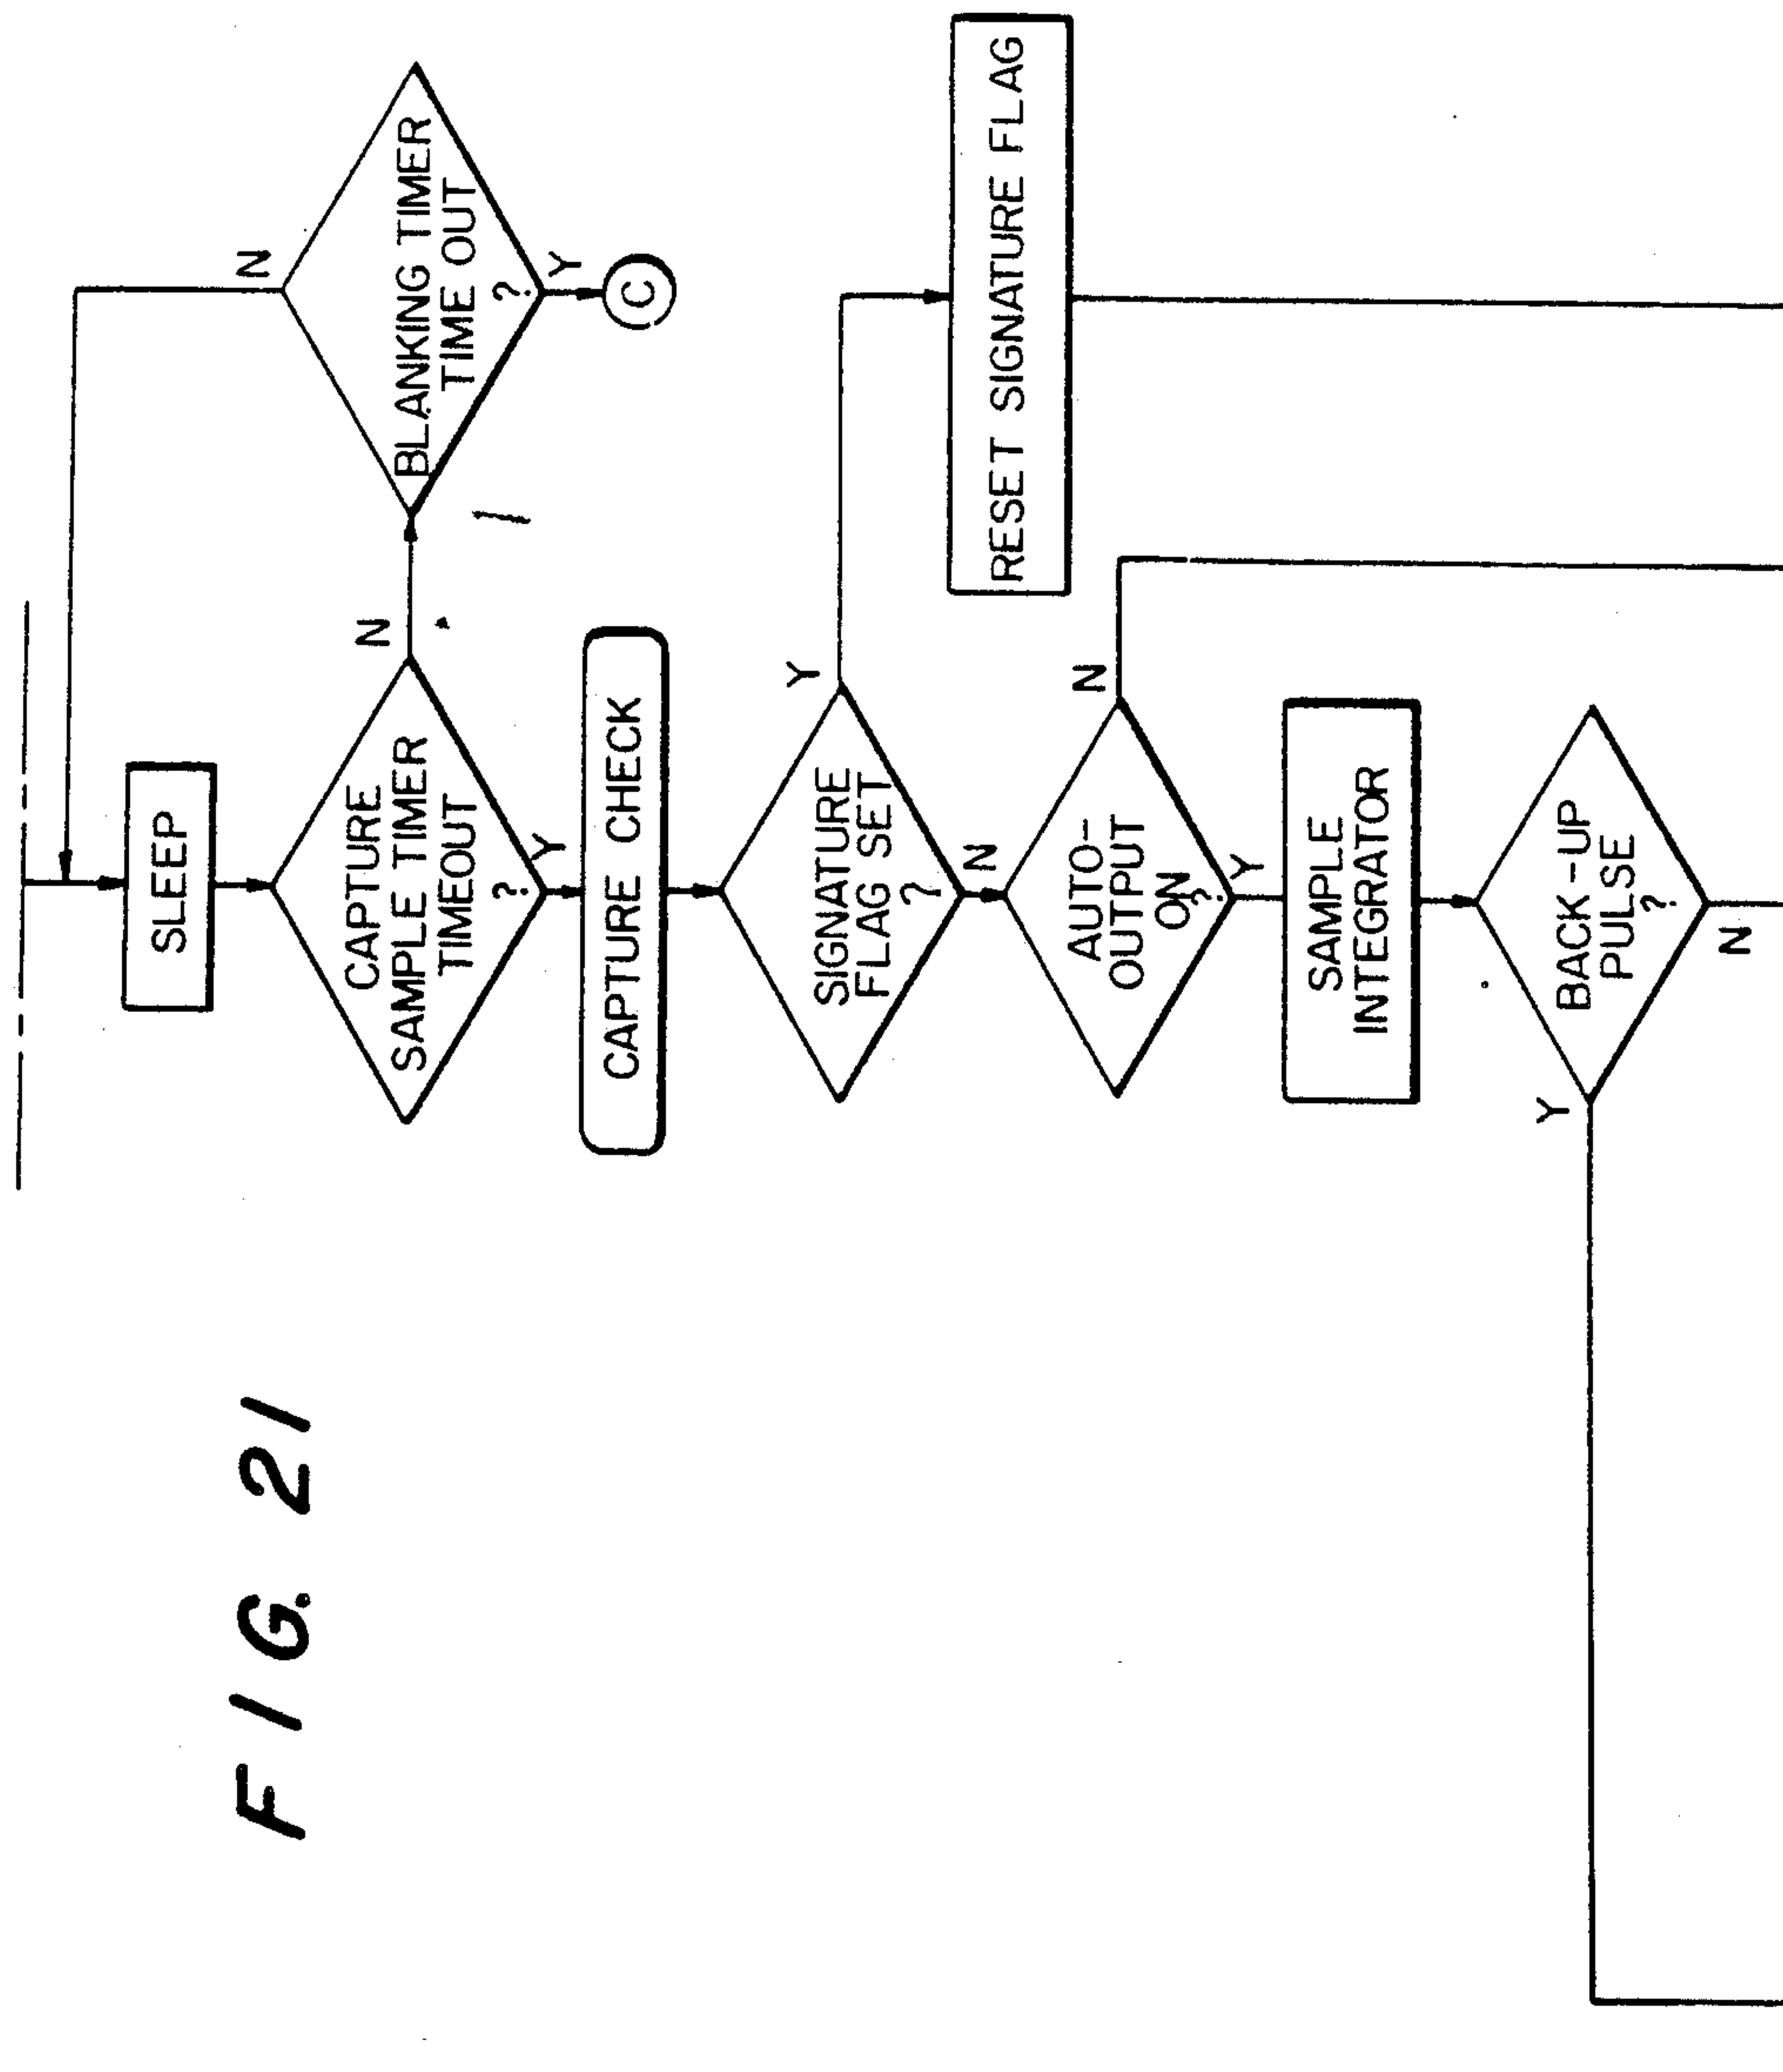 FIG. 21
SLEEP
CAPTURE
SAMPLE TIMER
TIMEOUT
?
N
Y
BLANKING TIMER
TIME OUT
?
N
Y
C
CAPTURE CHECK
SIGNATURE
FLAG SET
?
Y
N
RESET SIGNATURE FLAG
AUTO-
OUTPUT
ON
?
N
Y
SAMPLE
INTEGRATOR
BACK-UP
PULSE
?
Y
N